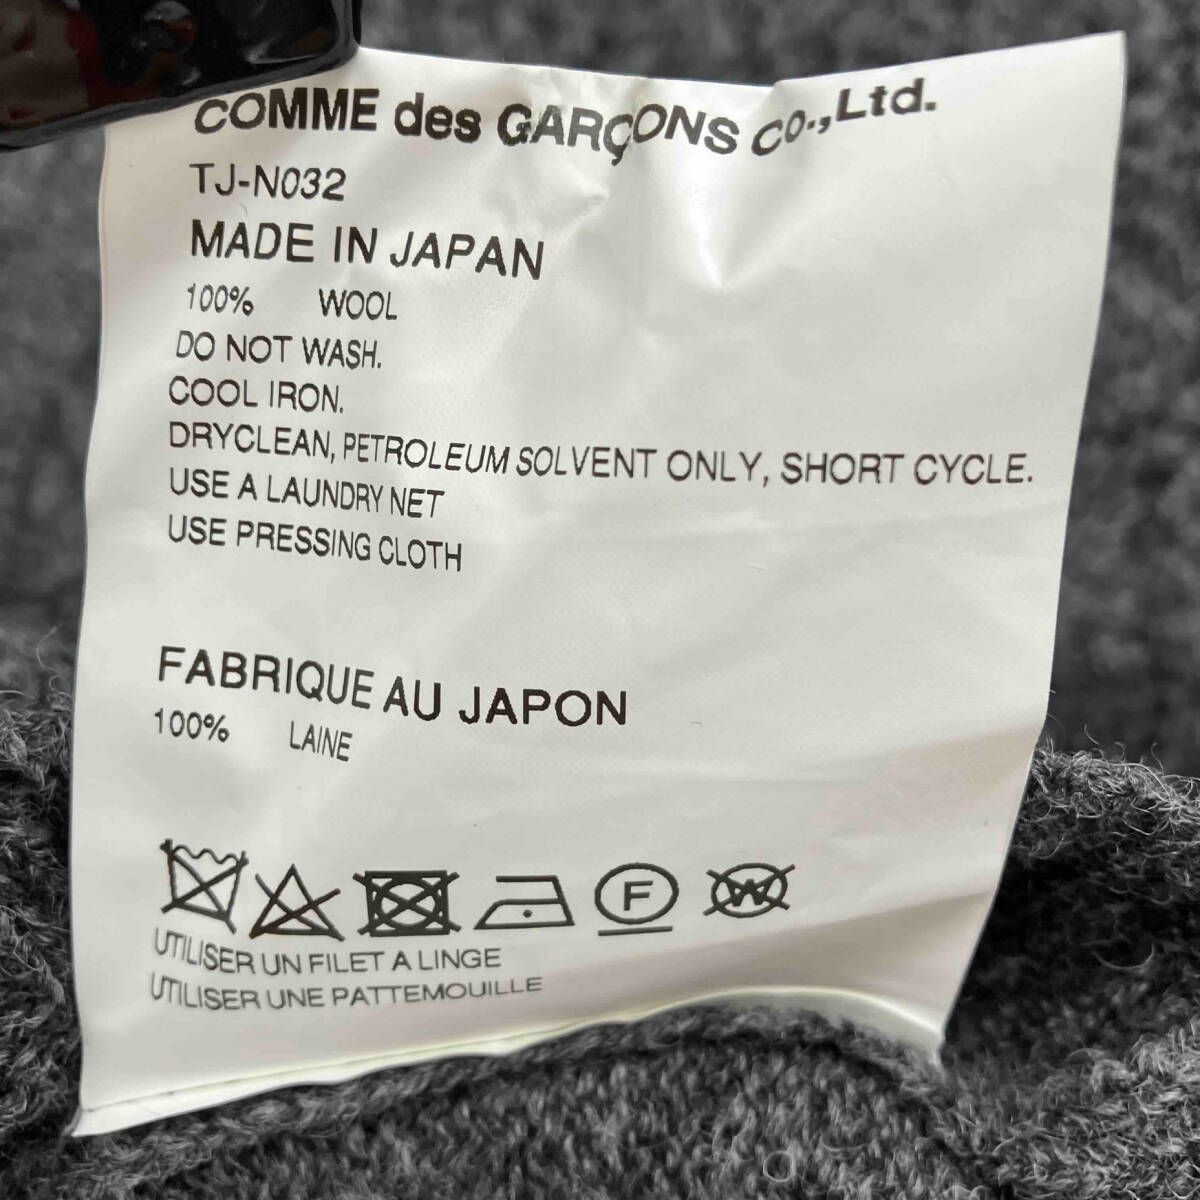 COMME des GARÇONS Co.,Ltd.
TJ-N032
MADE IN JAPAN
100% WOOL
DO NOT WASH.
COOL IRON.
DRYCLEAN, PETROLEUM SOLVENT ONLY, SHORT CYCLE.
USE A LAUNDRY NET
USE PRESSING CLOTH
FABRIQUE AU JAPON
100% LAINE
F W
UTILISER UN FILET A LINGE
UTILISER UNE PATTEMOUILLE